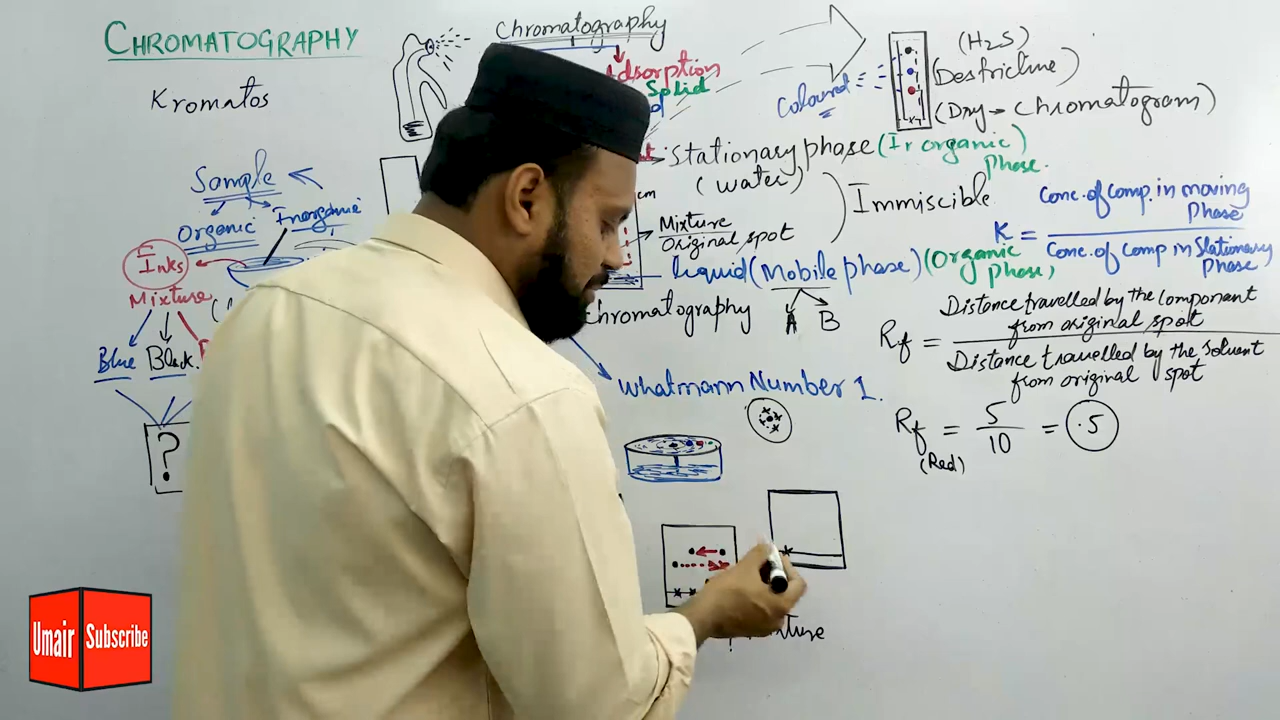 CHROMATOGRAPHY
Kromatos
Sample
Organic
Inorganic
Inks
Mixture
Blue
Black.
?
Chromatography
Adsorption
Solid
Stationary phase (Inorganic
Phase.
(water)
Immiscible
cm
Mixture
Original spot
liquid (Mobile phase) (Organic
phase,
A B
chromatography
whatmann Number 1.
Coloured
(H2S)
(Destricture)
(Dry → Chromatogram)
K = Conc. of Comp. in moving
Phase
Conc. of Comp in Stationary
Phase
Rf = Distance travelled by the Component
from original spot
Distance travelled by the Solvent
from original spot
Rf = 5/10 = .5
(Red)
Umair
Subscribe